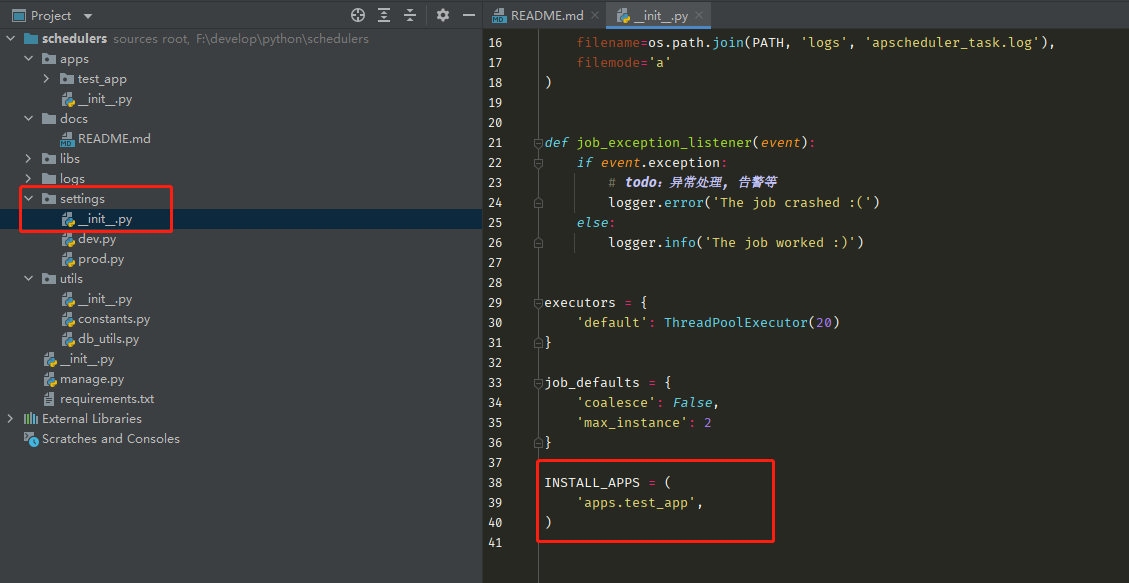 Project
schedulers sources root, F:\develop\python\schedulers
apps
test_app
__init__.py
docs
README.md
libs
logs
settings
__init__.py
dev.py
prod.py
utils
__init__.py
constants.py
db_utils.py
__init__.py
manage.py
requirements.txt
External Libraries
Scratches and Consoles
README.md
__init__.py
16 filename=os.path.join(PATH, 'logs', 'apscheduler_task.log'),
17 filemode='a'
18 )
19
20
21 def job_exception_listener(event):
22 if event.exception:
23 # todo: 异常处理, 告警等
24 logger.error('The job crashed :(')
25 else:
26 logger.info('The job worked :)')
27
28
29 executors = {
30 'default': ThreadPoolExecutor(20)
31 }
32
33 job_defaults = {
34 'coalesce': False,
35 'max_instance': 2
36 }
37
38 INSTALL_APPS = (
39 'apps.test_app',
40 )
41